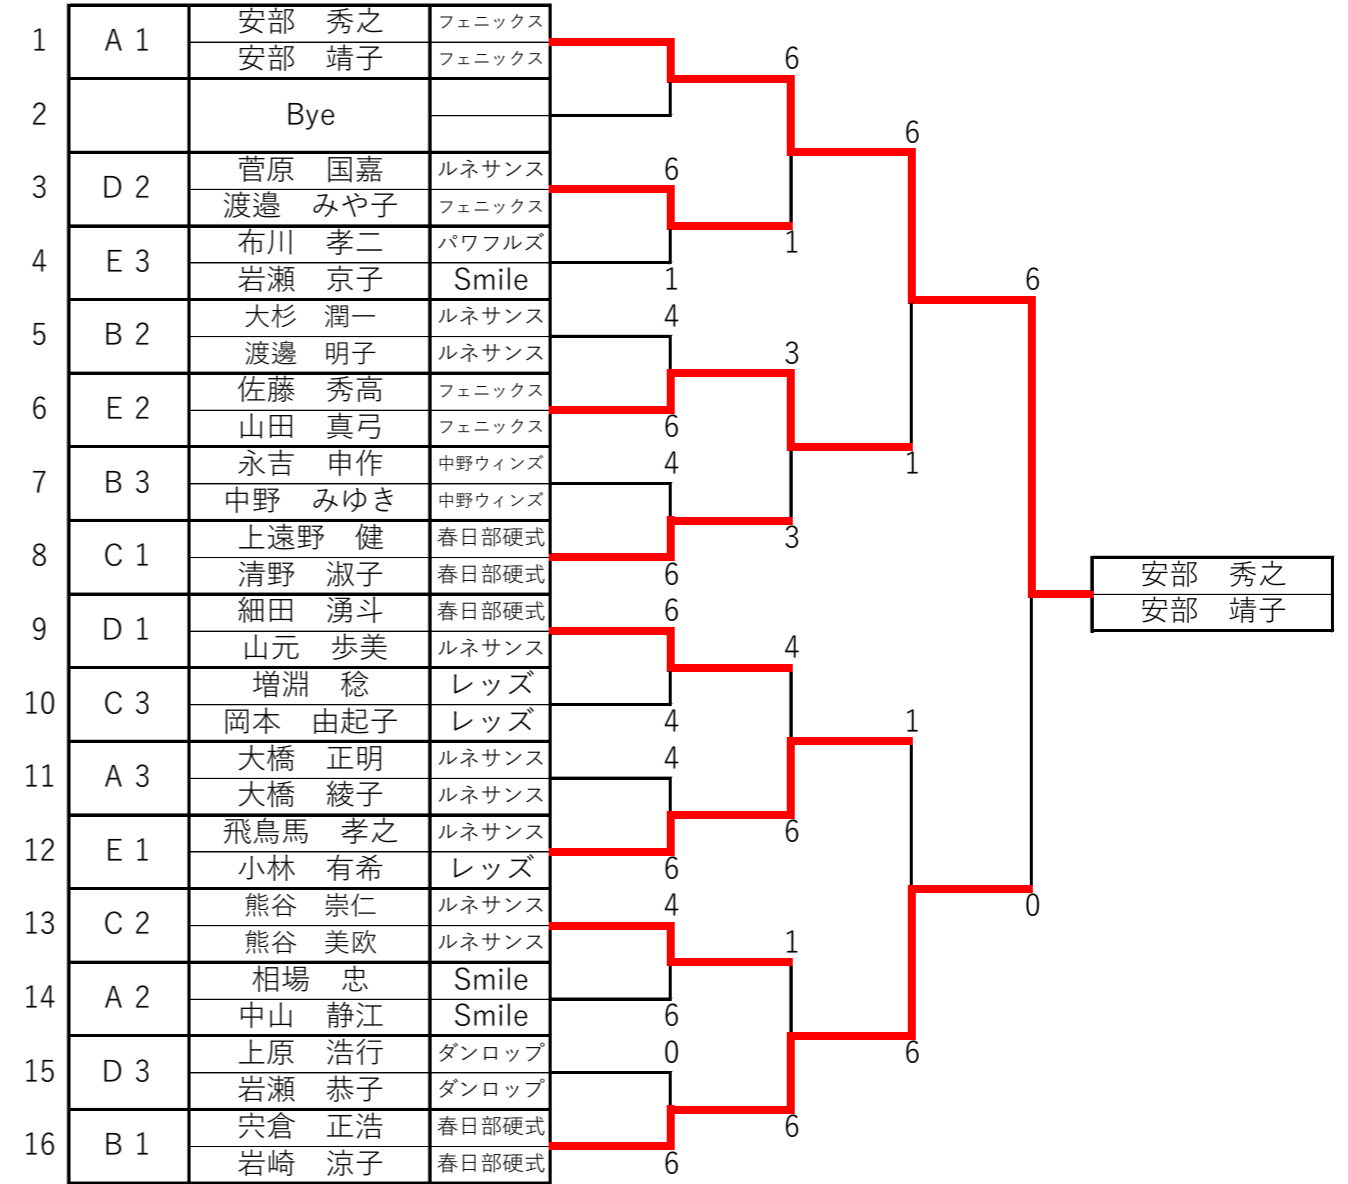 1 A 1 安部　秀之 フェニックス
安部　靖子 フェニックス
6
2 Bye
6
3 D 2 菅原　国嘉 ルネサンス 6
渡邉　みや子 フェニックス
4 E 3 布川　孝二 パワフルズ 1
岩瀬　京子 Smile 1 6
5 B 2 大杉　潤一 ルネサンス 4
渡邊　明子 ルネサンス 3
6 E 2 佐藤　秀高 フェニックス
山田　真弓 フェニックス 6
7 B 3 永吉　申作 中野ウィンズ 4 1
中野　みゆき 中野ウィンズ
8 C 1 上遠野　健 春日部硬式 3
清野　淑子 春日部硬式 6
安部　秀之
安部　靖子
9 D 1 細田　湧斗 春日部硬式 6
山元　歩美 ルネサンス 4
10 C 3 増淵　稔 レッズ
岡本　由起子 レッズ 4 1
11 A 3 大橋　正明 ルネサンス 4
大橋　綾子 ルネサンス
12 E 1 飛鳥馬　孝之 ルネサンス 6
小林　有希 レッズ 6
13 C 2 熊谷　崇仁 ルネサンス 4 0
熊谷　美欧 ルネサンス 1
14 A 2 相場　忠 Smile
中山　静江 Smile 6
15 D 3 上原　浩行 ダンロップ 0 6
岩瀬　恭子 ダンロップ
16 B 1 宍倉　正浩 春日部硬式 6
岩崎　涼子 春日部硬式 6